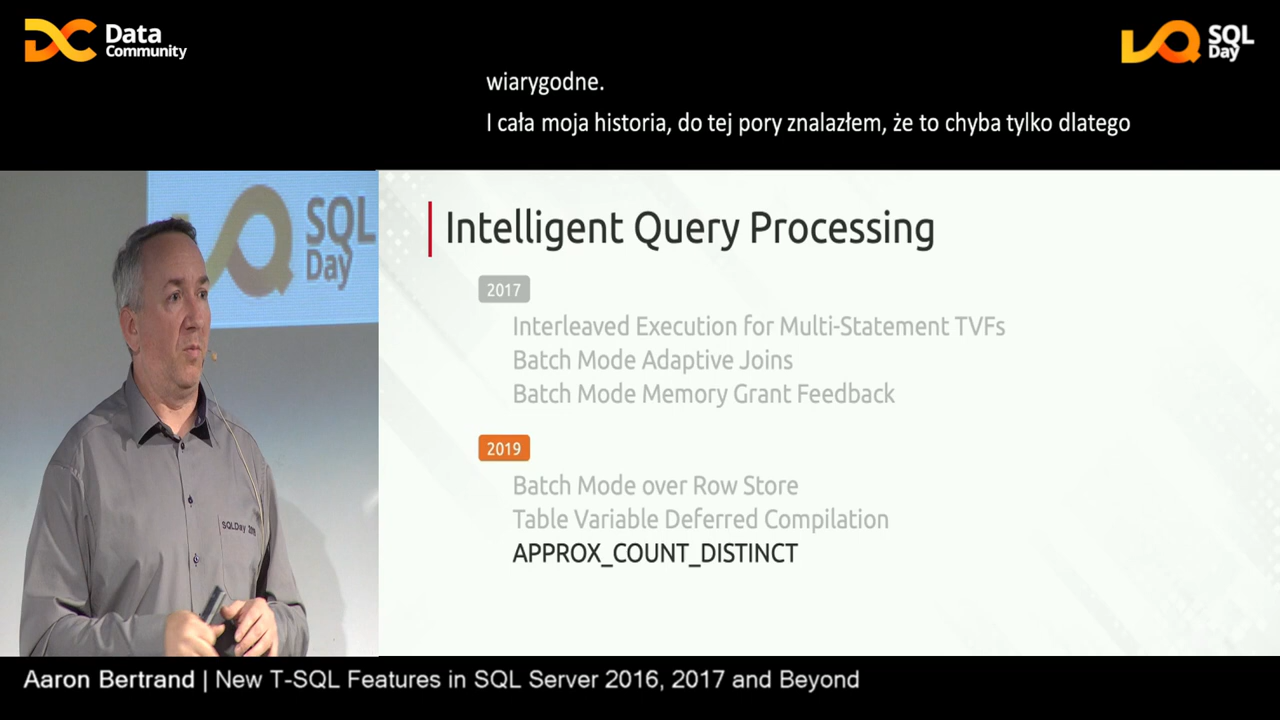 Data
Community
SQL
Day
wiarygodne.
I cała moja historia, do tej pory znalazłem, że to chyba tylko dlatego
SQL
Day
Intelligent Query Processing
2017
Interleaved Execution for Multi-Statement TVFs
Batch Mode Adaptive Joins
Batch Mode Memory Grant Feedback
2019
Batch Mode over Row Store
Table Variable Deferred Compilation
APPROX_COUNT_DISTINCT
SQLDay
Aaron Bertrand | New T-SQL Features in SQL Server 2016, 2017 and Beyond